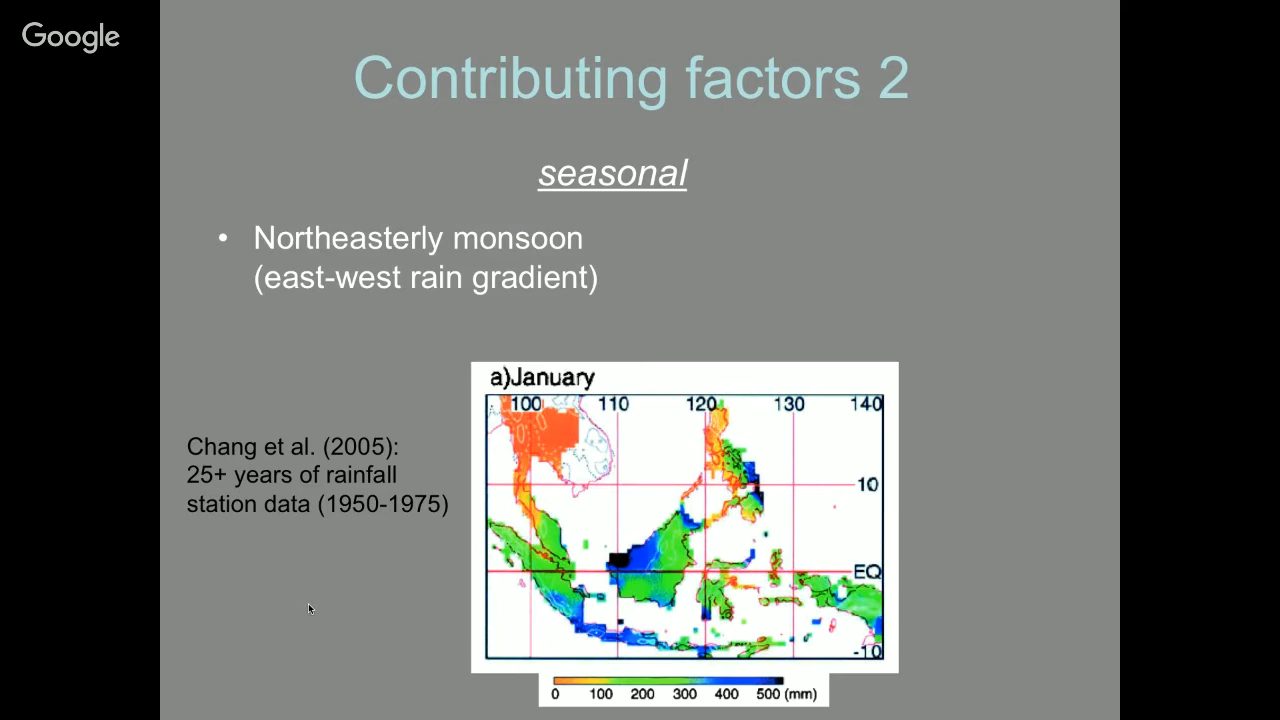 Google
Contributing factors 2
seasonal
• Northeasterly monsoon
(east-west rain gradient)
a)January
100 110 120 130 140
Chang et al. (2005):
25+ years of rainfall
station data (1950-1975)
10
EQ
-10
0 100 200 300 400 500 (mm)